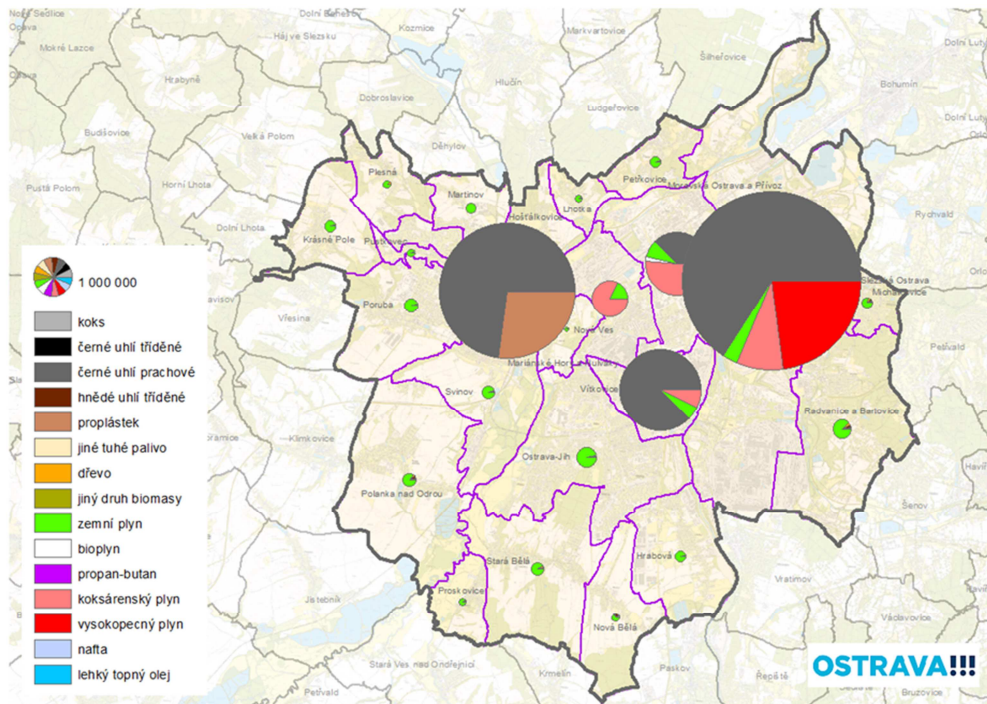 Nové Sedlice
Opava
Dolní Benešov
Kozmice
Markvartovice
Šilheřovice
Dolní Lutyně
Mokré Lazce
Háj ve Slezsku
Hrabyně
Hlučín
Bohumín
Dobroslavice
Ludgeřovice
Budišovice
Velká Polom
Děhylov
Pustá Polom
Horní Lhota
Dolní Lhota
Plesná
Martinov
Petřkovice
Lhotka
Moravská Ostrava a Přívoz
Hošťálkovice
Rychvald
Krásné Pole
Pustkovec
Slezská Ostrava
Michálkovice
Poruba
Vřesina
Nová Ves
Petřvald
Mariánské Hory a Hulváky
Vítkovice
Svinov
Radvanice a Bartovice
Klimkovice
Ostrava-Jih
Polanka nad Odrou
Šenov
Stará Bělá
Hrabová
Vratimov
Jistebník
Proskovice
Nová Bělá
Václavovice
Stará Ves nad Ondřejnicí
Krmelín
Paskov
Řepiště
Petřvald
Bruzovice
1 000 000
koks
černé uhlí tříděné
černé uhlí prachové
hnědé uhlí tříděné
proplástek
jiné tuhé palivo
dřevo
jiný druh biomasy
zemní plyn
bioplyn
propan-butan
koksárenský plyn
vysokopecný plyn
nafta
lehký topný olej
OSTRAVA!!!